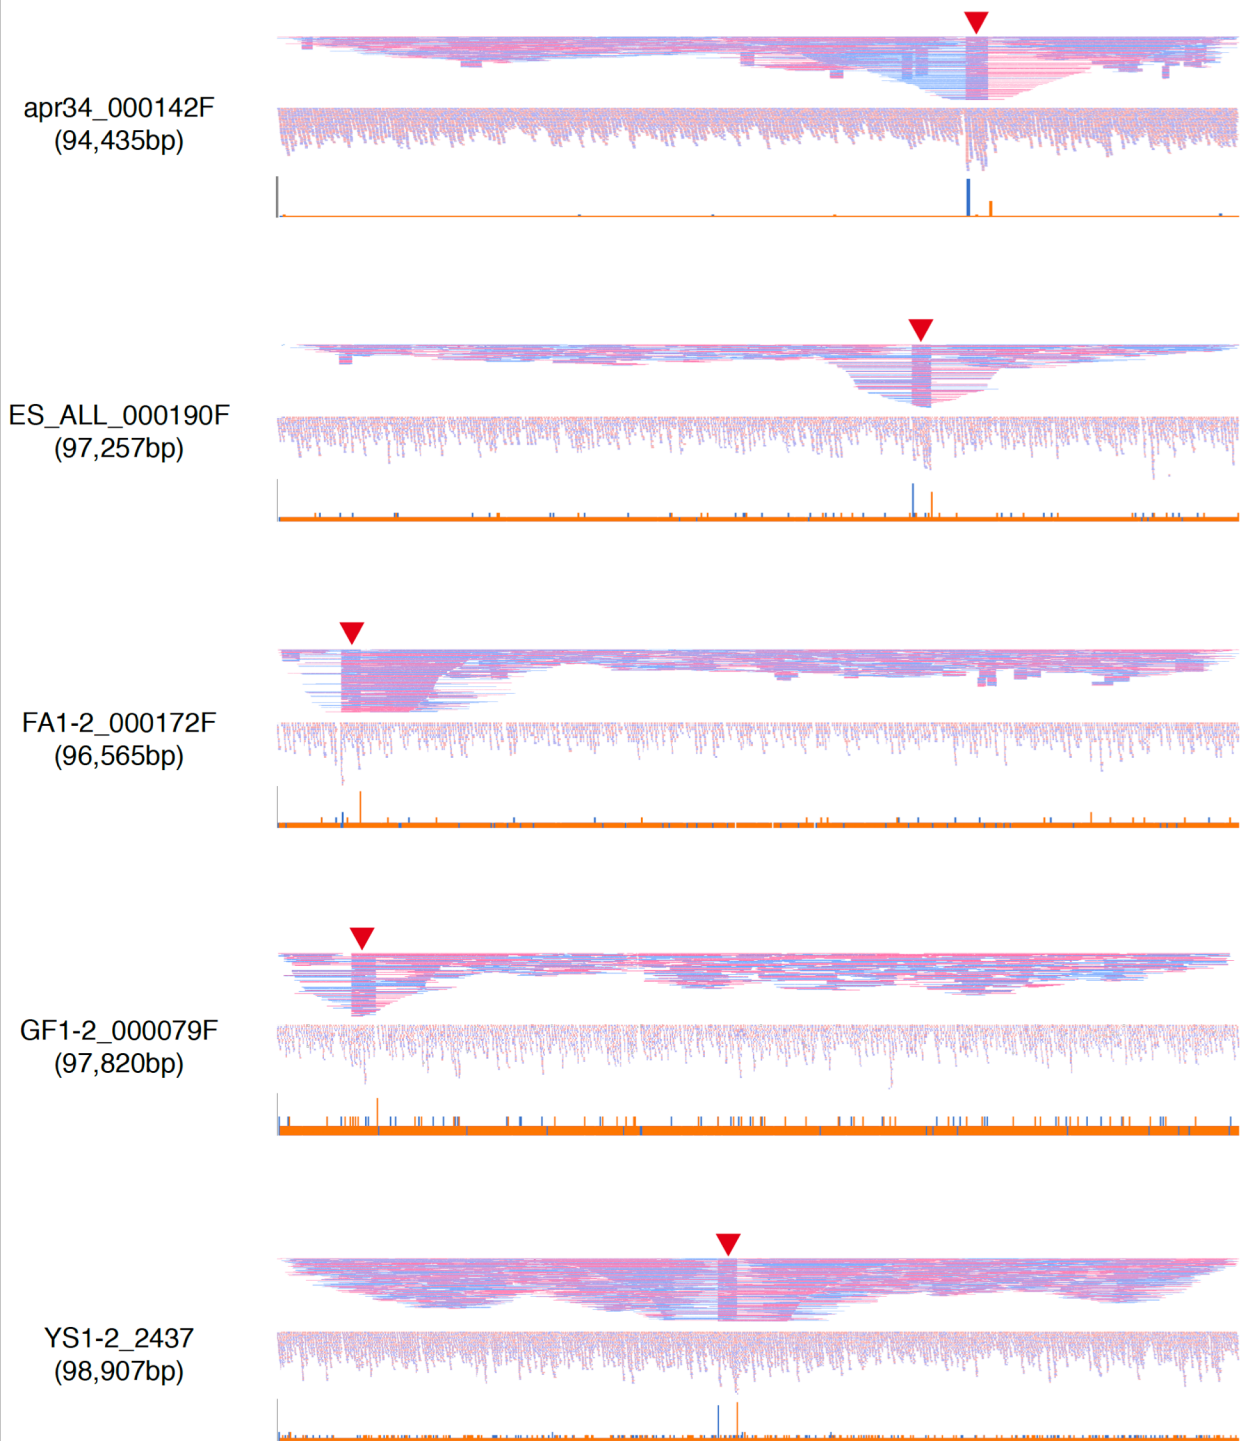 apr34_000142F
(94,435bp)
ES_ALL_000190F
(97,257bp)
FA1-2_000172F
(96,565bp)
GF1-2_000079F
(97,820bp)
YS1-2_2437
(98,907bp)